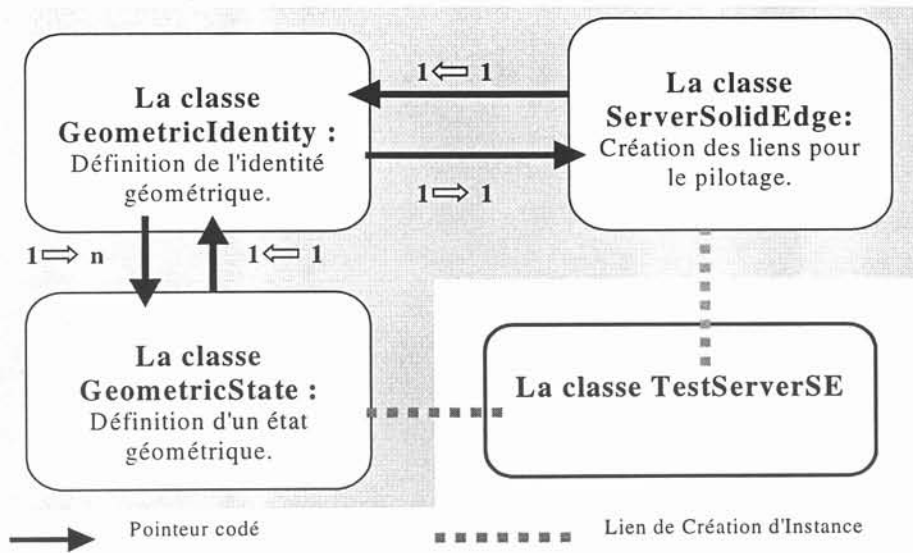 La classe
GeometricIdentity :
Définition de l'identité
géométrique.
1⇐ 1
1⇒ 1
La classe
ServerSolidEdge:
Création des liens pour
le pilotage.
1⇒ n
1⇐ 1
La classe
GeometricState :
Définition d'un état
géométrique.
La classe TestServerSE
Pointeur codé
Lien de Création d'Instance